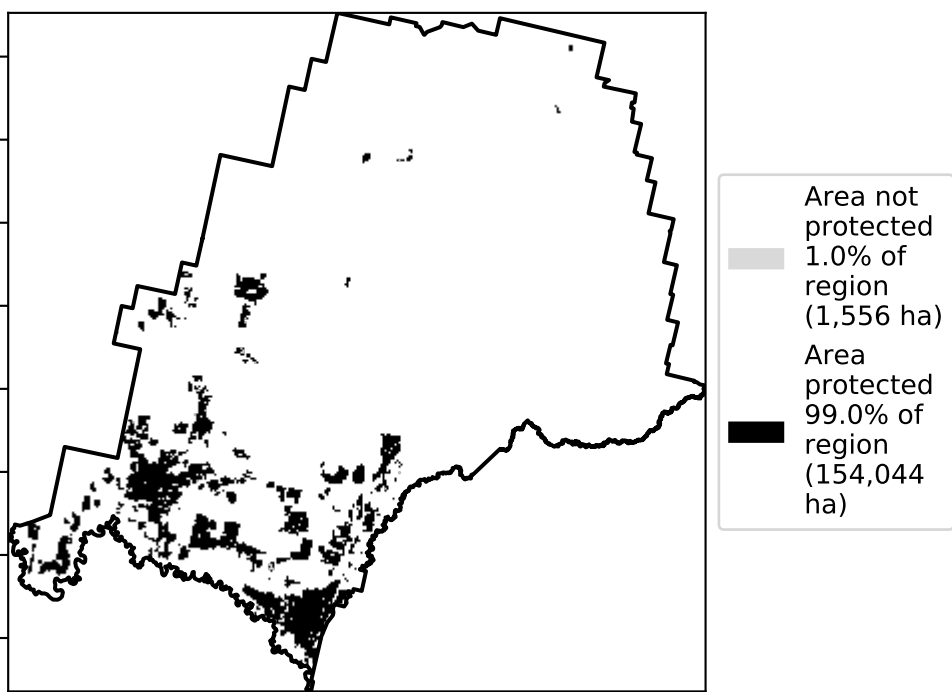 Area not
protected
1.0% of
region
(1,556 ha)
Area
protected
99.0% of
region
(154,044
ha)